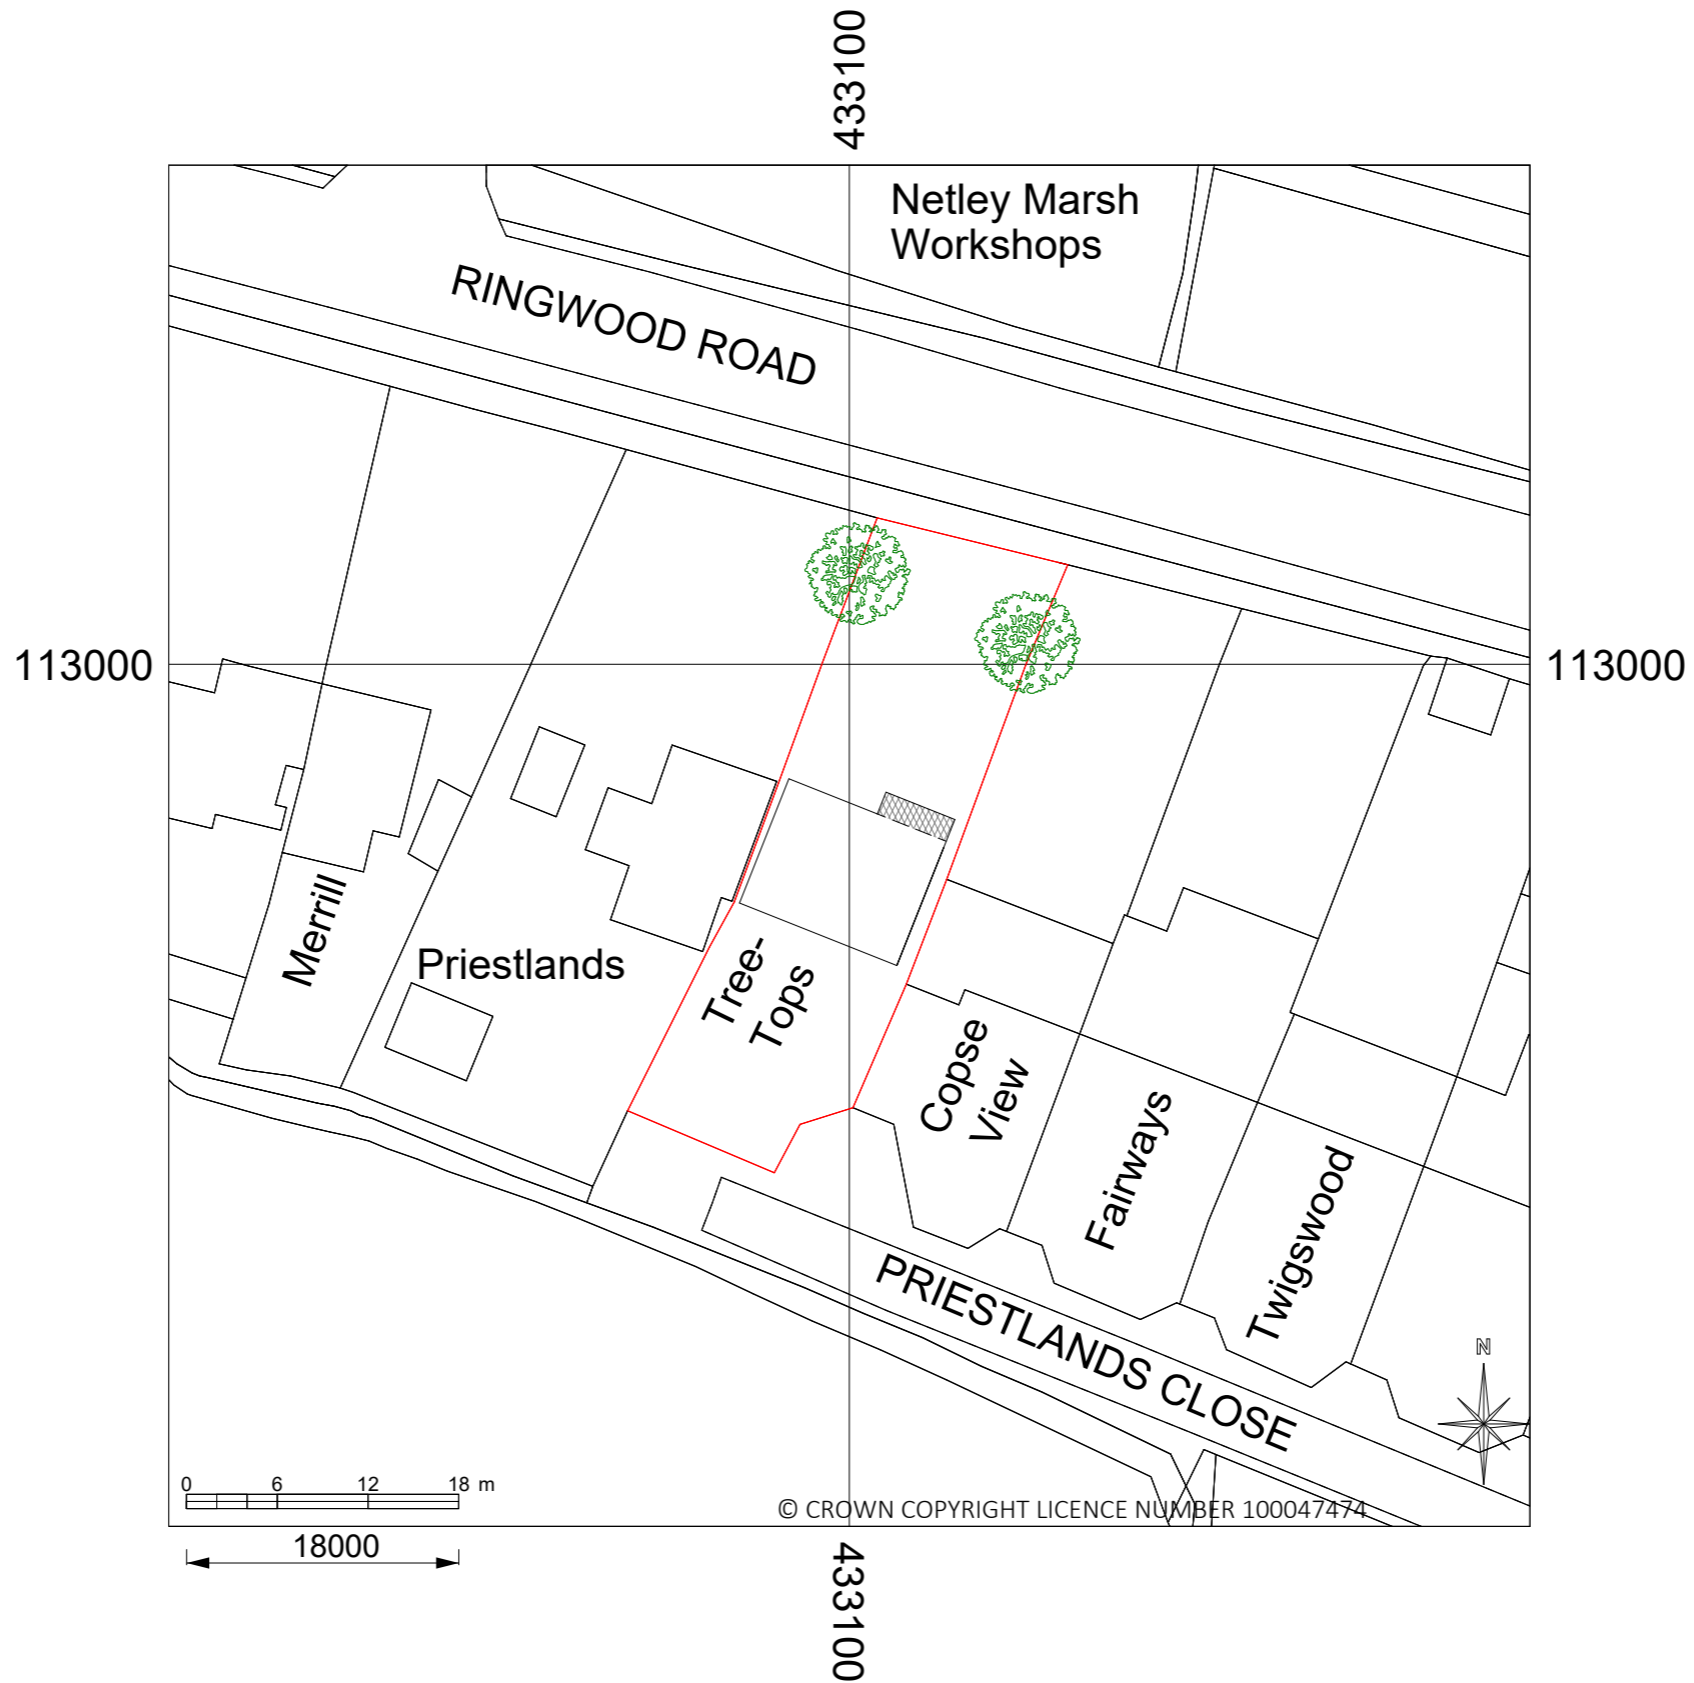 433100
Netley Marsh
Workshops
RINGWOOD ROAD
113000
113000
Merrill
Priestlands
Tree-
Tops
Copse
View
Fairways
Twigswood
PRIESTLANDS CLOSE
N
0 6 12 18 m
© CROWN COPYRIGHT LICENCE NUMBER 100047474
18000
433100